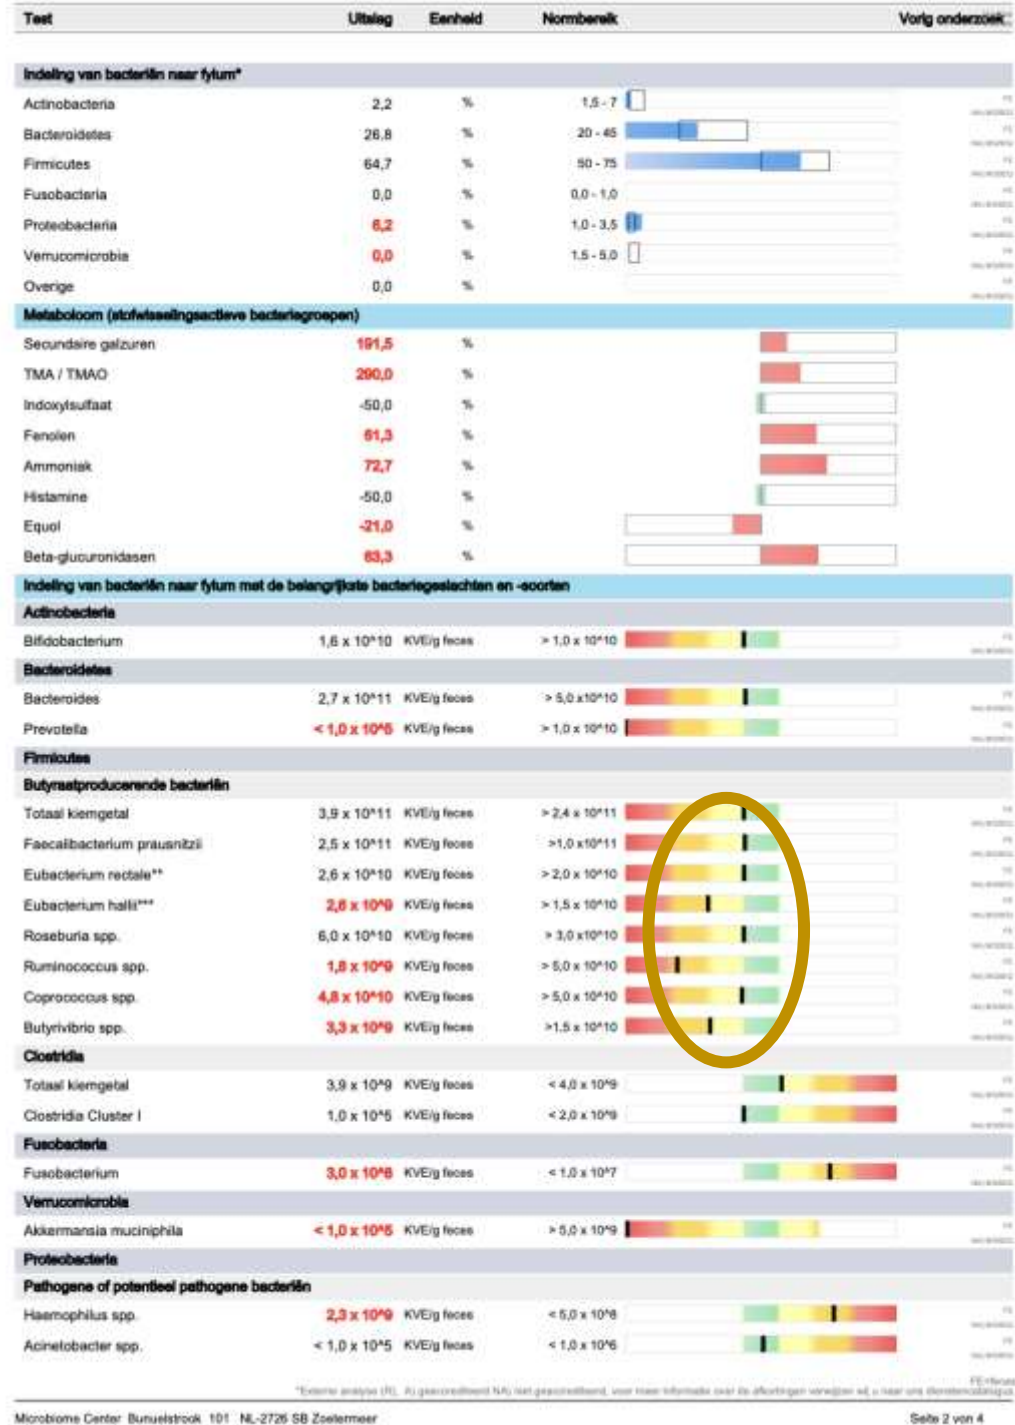 Test Uitslag Eenheid Normbereik Vorig onderzoek
Indeling van bacteriën naar fylum*
Actinobacteria 2,2 % 1,5 - 7
Bacteroidetes 26,8 % 20 - 45
Firmicutes 64,7 % 50 - 75
Fusobacteria 0,0 % 0,0 - 1,0
Proteobacteria 6,2 % 1,0 - 3,5
Verrucomicrobia 0,0 % 1,5 - 5,0
Overige 0,0 %
Metaboloom (stofwisselingsactieve bacteriegroepen)
Secundaire galzuren 191,5 %
TMA / TMAO 290,0 %
Indoxylsulfaat -50,0 %
Fenolen 61,3 %
Ammoniak 72,7 %
Histamine -50,0 %
Equol -21,0 %
Beta-glucuronidasen 63,3 %
Indeling van bacteriën naar fylum met de belangrijkste bacteriegeslachten en -soorten
Actinobacteria
Bifidobacterium 1,6 x 10^10 KVE/g feces > 1,0 x 10^10
Bacteroidetes
Bacteroides 2,7 x 10^11 KVE/g feces > 5,0 x10^10
Prevotella < 1,0 x 10^5 KVE/g feces > 1,0 x 10^10
Firmicutes
Butyraatproducerende bacteriën
Totaal kiemgetal 3,9 x 10^11 KVE/g feces > 2,4 x 10^11
Faecalibacterium prausnitzii 2,5 x 10^11 KVE/g feces >1,0 x10^11
Eubacterium rectale** 2,6 x 10^10 KVE/g feces > 2,0 x 10^10
Eubacterium hallii*** 2,6 x 10^9 KVE/g feces > 1,5 x 10^10
Roseburia spp. 6,0 x 10^10 KVE/g feces > 3,0 x10^10
Ruminococcus spp. 1,8 x 10^9 KVE/g feces > 5,0 x 10^10
Coprococcus spp. 4,8 x 10^10 KVE/g feces > 5,0 x 10^10
Butyrivibrio spp. 3,3 x 10^9 KVE/g feces >1,5 x 10^10
Clostridia
Totaal kiemgetal 3,9 x 10^9 KVE/g feces < 4,0 x 10^9
Clostridia Cluster I 1,0 x 10^5 KVE/g feces < 2,0 x 10^9
Fusobacteria
Fusobacterium 3,0 x 10^8 KVE/g feces < 1,0 x 10^7
Verrucomicrobia
Akkermansia muciniphila < 1,0 x 10^5 KVE/g feces > 5,0 x 10^9
Proteobacteria
Pathogene of potentieel pathogene bacteriën
Haemophilus spp. 2,3 x 10^9 KVE/g feces < 5,0 x 10^8
Acinetobacter spp. < 1,0 x 10^5 KVE/g feces < 1,0 x 10^6
Microbiome Center Bunuelstrook 101 NL-2726 SB Zoetermeer Seite 2 von 4